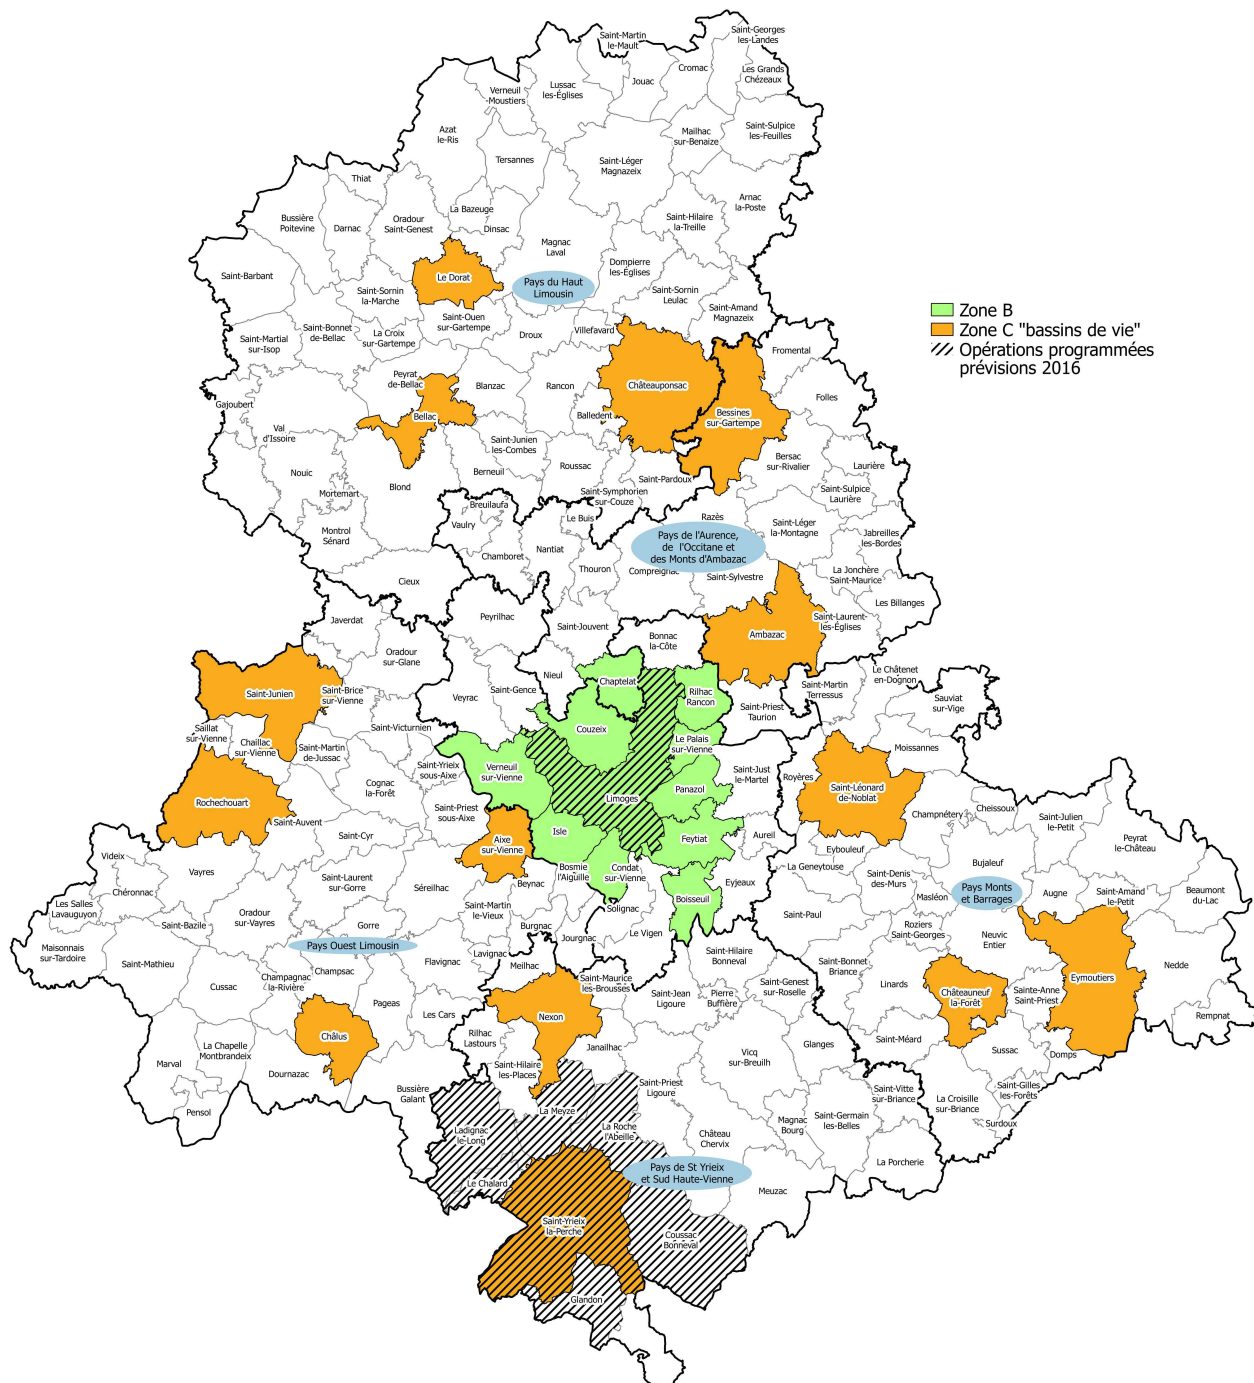 Saint-Georges
les-Landes
Saint-Martin
le-Mault
Cromac
Jouac
Les Grands
Chézeaux
Lussac
les-Églises
Verneuil
-Moustiers
Azat
le-Ris
Mailhac
sur-Benaize
Saint-Sulpice
les-Feuilles
Tersannes
Saint-Léger
Magnazeix
Thiat
Arnac
la-Poste
La Bazeuge
Bussière
Poitevine
Darnac
Oradour
Saint-Genest
Dinsac
Saint-Hilaire
la-Treille
Magnac
Laval
Dompierre
les-Églises
Saint-Barbant
Le Dorat
Pays du Haut
Limousin
Saint-Sornin
la-Marche
Saint-Sornin
Leulac
Saint-Amand
Magnazeix
Saint-Ouen
sur-Gartempe
Saint-Martial
sur-Isop
Saint-Bonnet
de-Bellac
La Croix
sur-Gartempe
Droux
Villefavard
Fromental
Zone B
Zone C "bassins de vie"
Opérations programmées
prévisions 2016
Peyrat
de-Bellac
Blanzac
Rancon
Châteauponsac
Folles
Gajoubert
Bellac
Balledent
Bessines
sur-Gartempe
Val
d'Issoire
Saint-Junien
les-Combes
Bersac
sur-Rivalier
Nouic
Blond
Berneuil
Roussac
Saint-Pardoux
Laurière
Mortemart
Saint-Symphorien
sur-Couze
Saint-Sulpice
Laurière
Breuilaufa
Vaulry
Le Buis
Razès
Montrol
Sénard
Saint-Léger
la-Montagne
Jabreilles
les-Bordes
Chamboret
Nantiat
Pays de l'Aurence,
de l'Occitane et
des Monts d'Ambazac
Thouron
Compreignac
Saint-Sylvestre
La Jonchère
Saint-Maurice
Cieux
Les Billanges
Peyrilhac
Javerdat
Saint-Jouvent
Bonnac
la-Côte
Ambazac
Saint-Laurent
les-Églises
Oradour
sur-Glane
Nieul
Chaptelat
Rilhac
Rancon
Saint-Martin
Terressus
Le Châtenet
en-Dognon
Saint-Junien
Saint-Brice
sur-Vienne
Veyrac
Saint-Gence
Saint-Priest
Taurion
Sauviat
sur-Vige
Saillat
sur-Vienne
Chaillac
sur-Vienne
Saint-Victurnien
Couzeix
Le Palais
sur-Vienne
Moissannes
Saint-Martin
de-Jussac
Saint-Yrieix
sous-Aixe
Verneuil
sur-Vienne
Saint-Just
le-Martel
Royères
Saint-Léonard
de-Noblat
Cognac
la-Forêt
Rochechouart
Limoges
Panazol
Cheissoux
Saint-Auvent
Saint-Priest
sous-Aixe
Champnétery
Saint-Julien
le-Petit
Saint-Cyr
Aixe
sur-Vienne
Isle
Feytiat
Aureil
Peyrat
le-Château
Videix
Vayres
Eybouleuf
La Geneytouse
Bujaleuf
Chéronnac
Saint-Laurent
sur-Gorre
Séreilhac
Beynac
Bosmie
l'Aiguille
Condat
sur-Vienne
Boisseuil
Eyjeaux
Saint-Denis
des-Murs
Masléon
Pays Monts
et Barrages
Augne
Saint-Amand
le-Petit
Beaumont
du-Lac
Les Salles
Lavauguyon
Oradour
sur-Vayres
Saint-Martin
le-Vieux
Solignac
Saint-Paul
Saint-Bazile
Gorre
Burgnac
Jourgnac
Le Vigen
Roziers
Saint-Georges
Neuvic
Entier
Maisonnais
sur-Tardoire
Pays Ouest Limousin
Saint-Mathieu
Flavignac
Lavignac
Meilhac
Saint-Hilaire
Bonneval
Saint-Bonnet
Briance
Nedde
Champagnac
la-Rivière
Champsac
Cussac
Saint-Maurice
les-Brousses
Saint-Genest
sur-Roselle
Linards
Châteauneuf
la-Forêt
Sainte-Anne
Saint-Priest
Eymoutiers
Pageas
Les Cars
Nexon
Saint-Jean
Ligoure
Pierre
Buffière
Rempnat
Châlus
Rilhac
Lastours
Janailhac
Glanges
Saint-Méard
La Chapelle
Montbrandeix
Vicq
sur-Breuilh
Sussac
Domps
Marval
Dournazac
Saint-Hilaire
les-Places
Saint-Priest
Ligoure
Saint-Vitte
sur-Briance
La Croisille
sur-Briance
Saint-Gilles
les-Forêts
Pensol
Bussière
Galant
La Meyze
Magnac
Bourg
Saint-Germain
les-Belles
Surdoux
Ladignac
le-Long
La Roche
l'Abeille
Château
Chervix
La Porcherie
Le Chalard
Pays de St Yrieix
et Sud Haute-Vienne
Meuzac
Saint-Yrieix
la-Perche
Coussac
Bonneval
Glandon